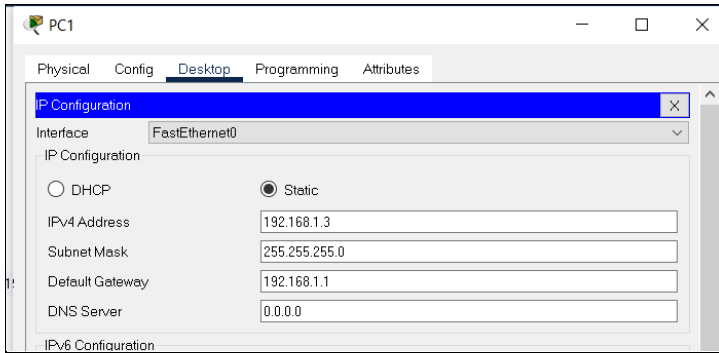 PC1
Physical Config Desktop Programming Attributes
IP Configuration X
Interface FastEthernet0
IP Configuration
DHCP Static
IPv4 Address 192.168.1.3
Subnet Mask 255.255.255.0
Default Gateway 192.168.1.1
DNS Server 0.0.0.0
IPv6 Configuration